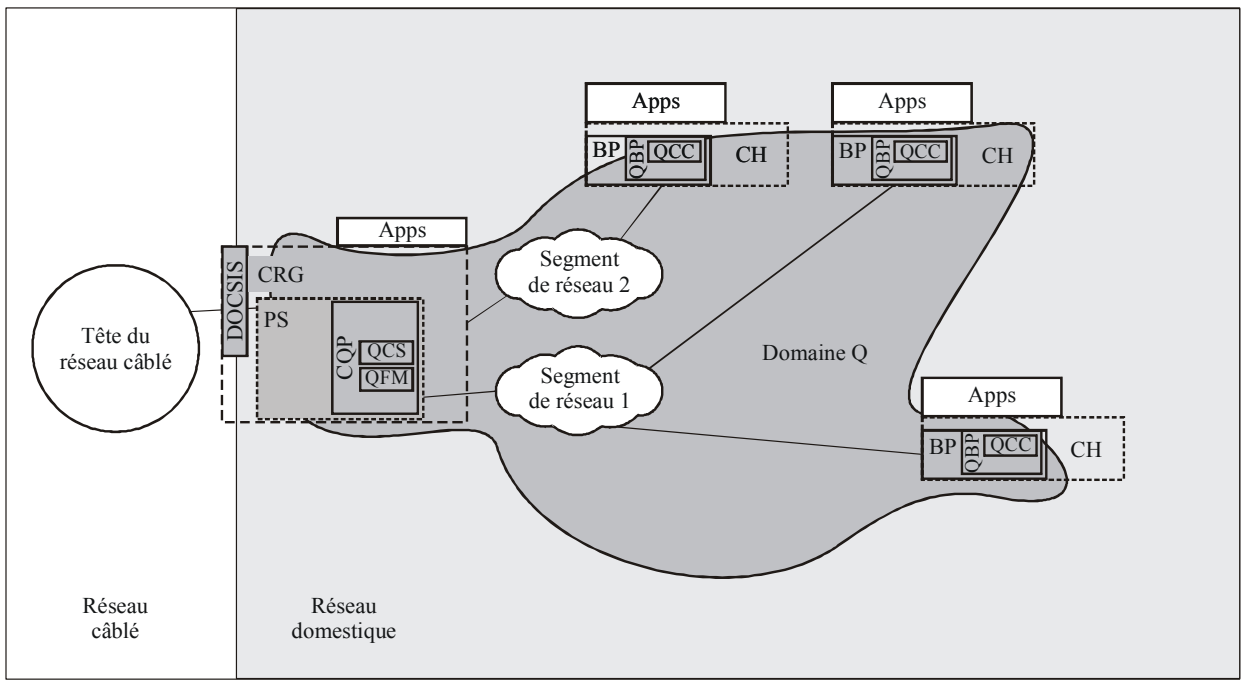 Apps
Apps
BP
QBP
QCC
CH
BP
QBP
QCC
CH
Apps
DOCSIS
CRG
PS
CQP
QCS
QFM
Tête du
réseau câblé
Segment
de réseau 2
Segment
de réseau 1
Domaine Q
Apps
BP
QBP
QCC
CH
Réseau
câblé
Réseau
domestique